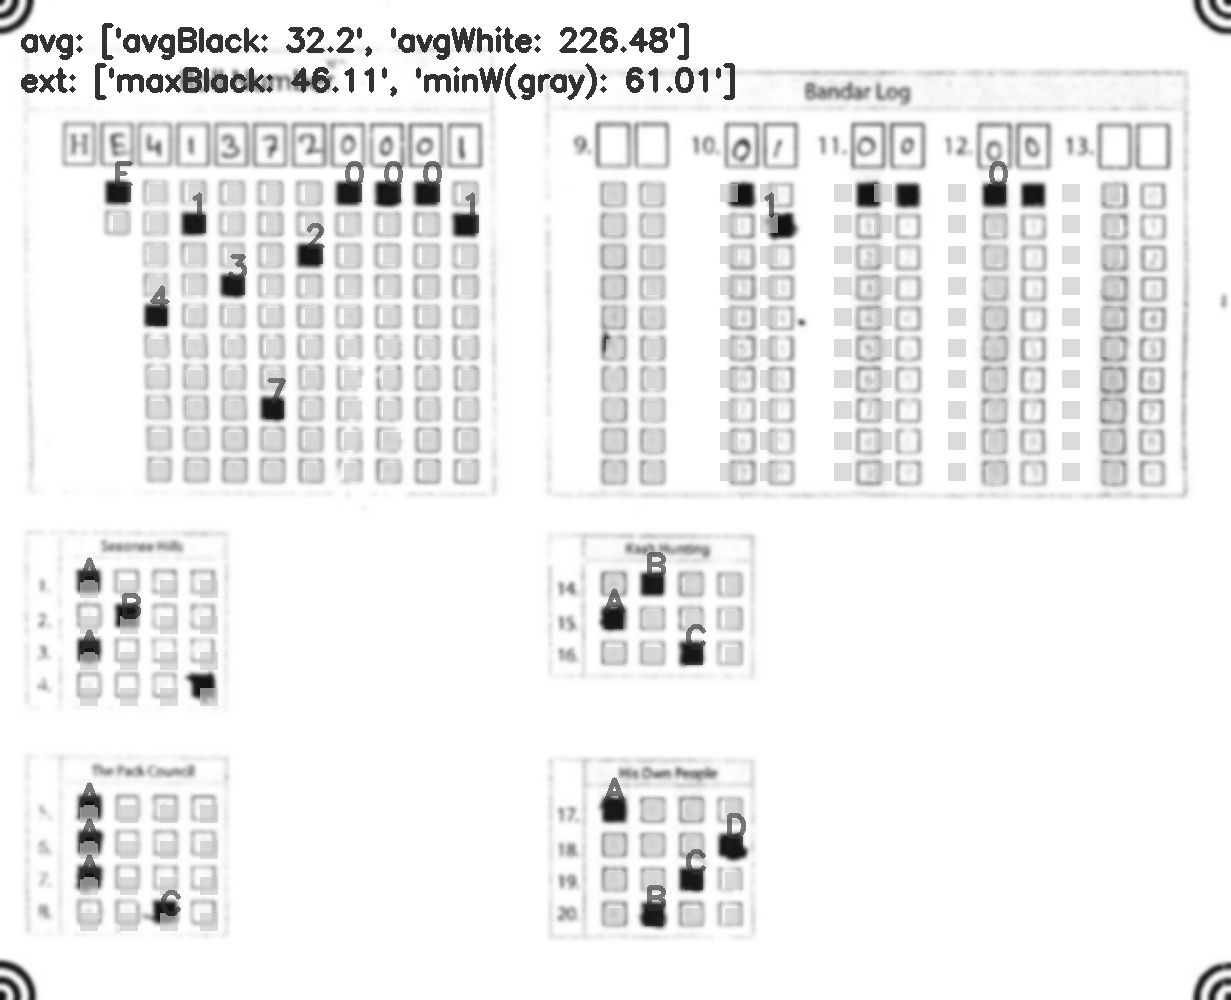 avg: ['avgBlack: 32.2', 'avgWhite: 226.48']
ext: ['maxBlack: 46.11', 'minW(gray): 61.01']
Bandar Log
H E 4 1 3 7 2 0 0 0 1
9. 10. 0 1 11. 0 0 12. 0 0 13.
E 0 0 0 0
1 1 1
2
3
4
7
Seeonee Hills
A
1.
B
2.
A
3.
4.
Kaa's Hunting
B
14.
A
15.
C
16.
The Pack Council
A
5.
A
6.
A
7.
C
8.
His Own People
A
17.
D
18.
C
19.
B
20.